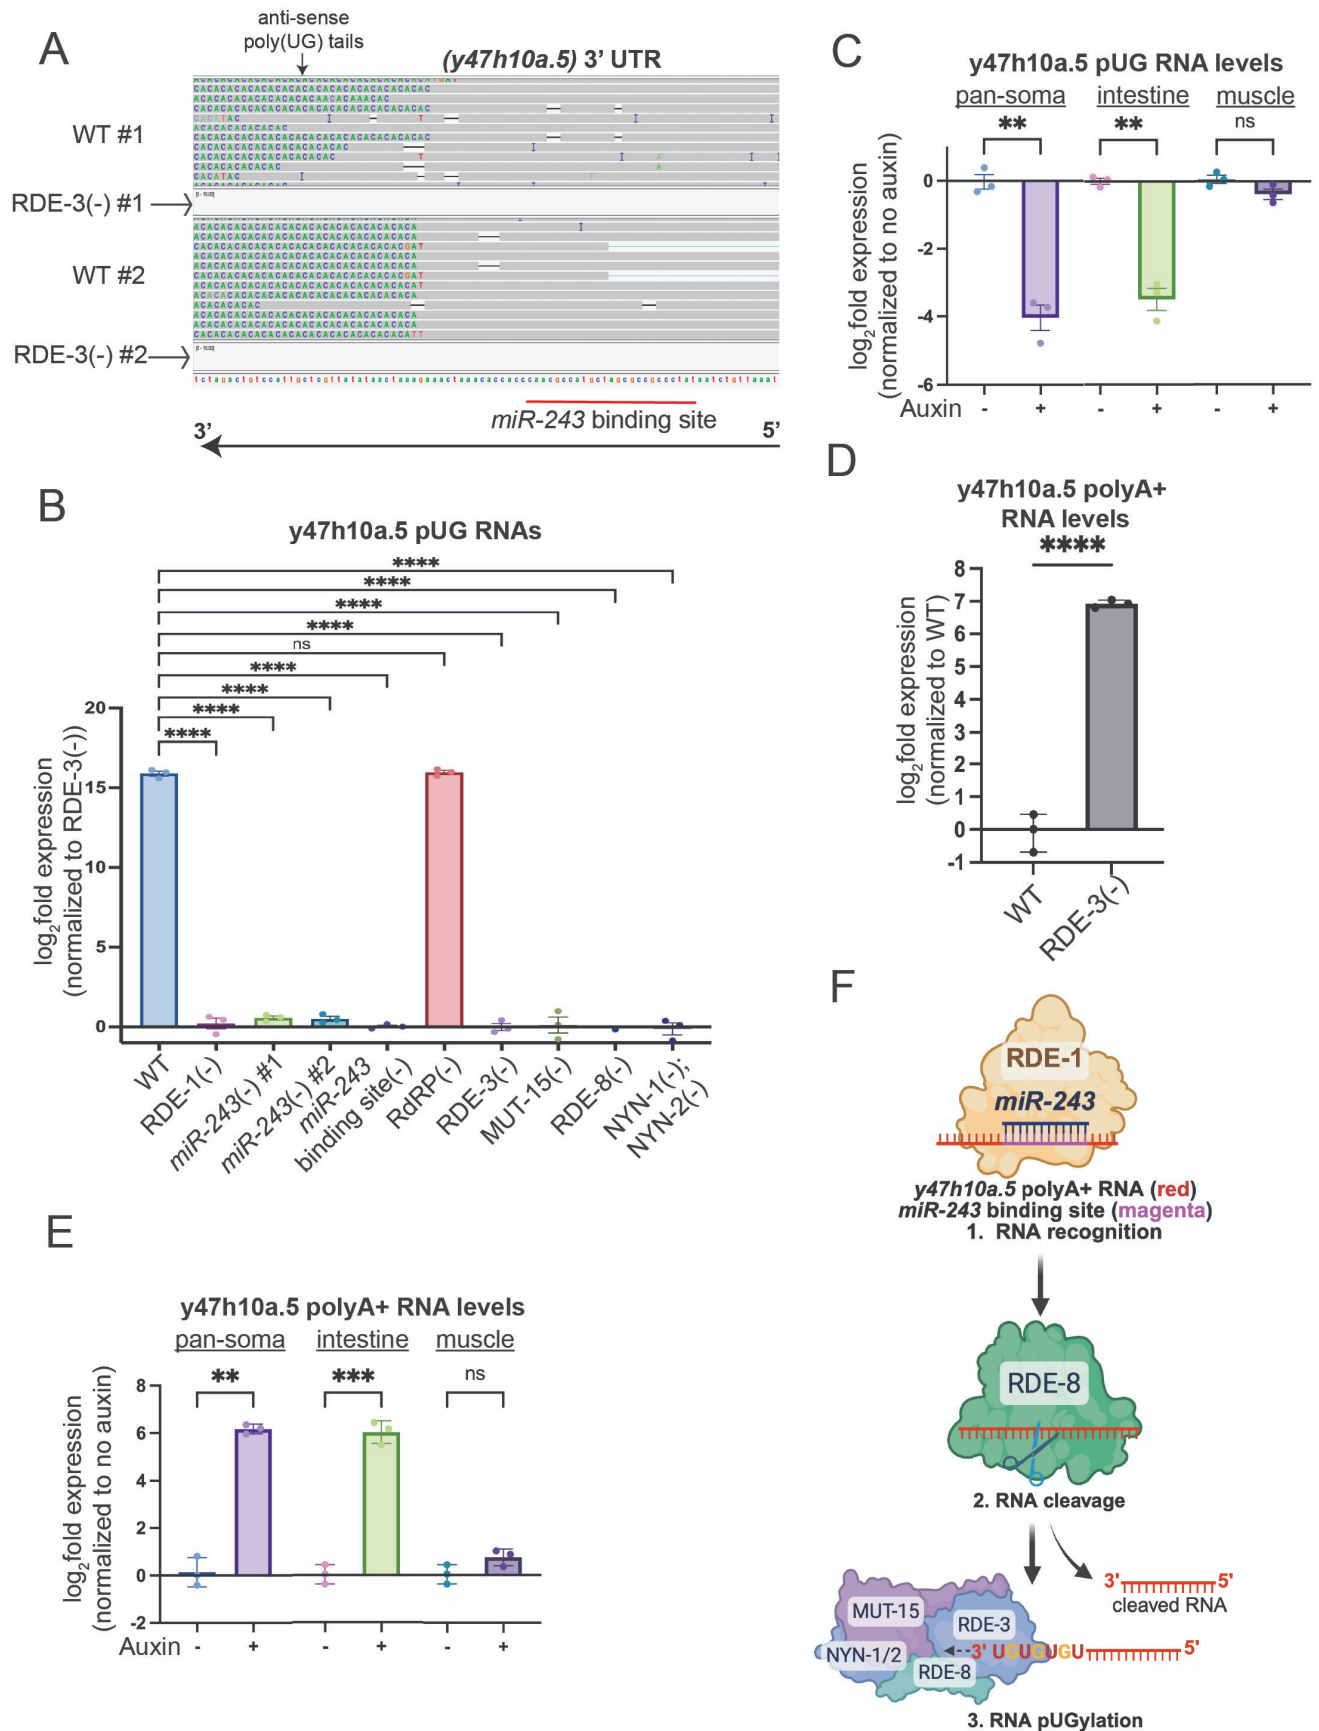 A
anti-sense
poly(UG) tails
(y47h10a.5) 3’ UTR
WT #1
RDE-3(-) #1
WT #2
RDE-3(-) #2
miR-243 binding site
3’
5’
B
y47h10a.5 pUG RNAs
****
****
****
****
ns
****
****
****
****
log2fold expression
(normalized to RDE-3(-))
20
15
10
5
0
WT
RDE-1(-)
miR-243(-) #1
miR-243(-) #2
miR-243
binding site(-)
RdRP(-)
RDE-3(-)
MUT-15(-)
RDE-8(-)
NYN-1(-);
NYN-2(-)
C
y47h10a.5 pUG RNA levels
pan-soma intestine muscle
** ** ns
log2fold expression
(normalized to no auxin)
0
-2
-4
-6
Auxin - + - + - +
D
y47h10a.5 polyA+
RNA levels
****
log2fold expression
(normalized to WT)
8
7
6
5
4
3
2
1
0
-1
WT
RDE-3(-)
E
y47h10a.5 polyA+ RNA levels
pan-soma intestine muscle
** *** ns
log2fold expression
(normalized to no auxin)
8
6
4
2
0
-2
Auxin - + - + - +
F
RDE-1
miR-243
y47h10a.5 polyA+ RNA (red)
miR-243 binding site (magenta)
1. RNA recognition
RDE-8
2. RNA cleavage
3' 5'
cleaved RNA
MUT-15
RDE-3
NYN-1/2
RDE-8
3' UGUGUGU 5'
3. RNA pUGylation